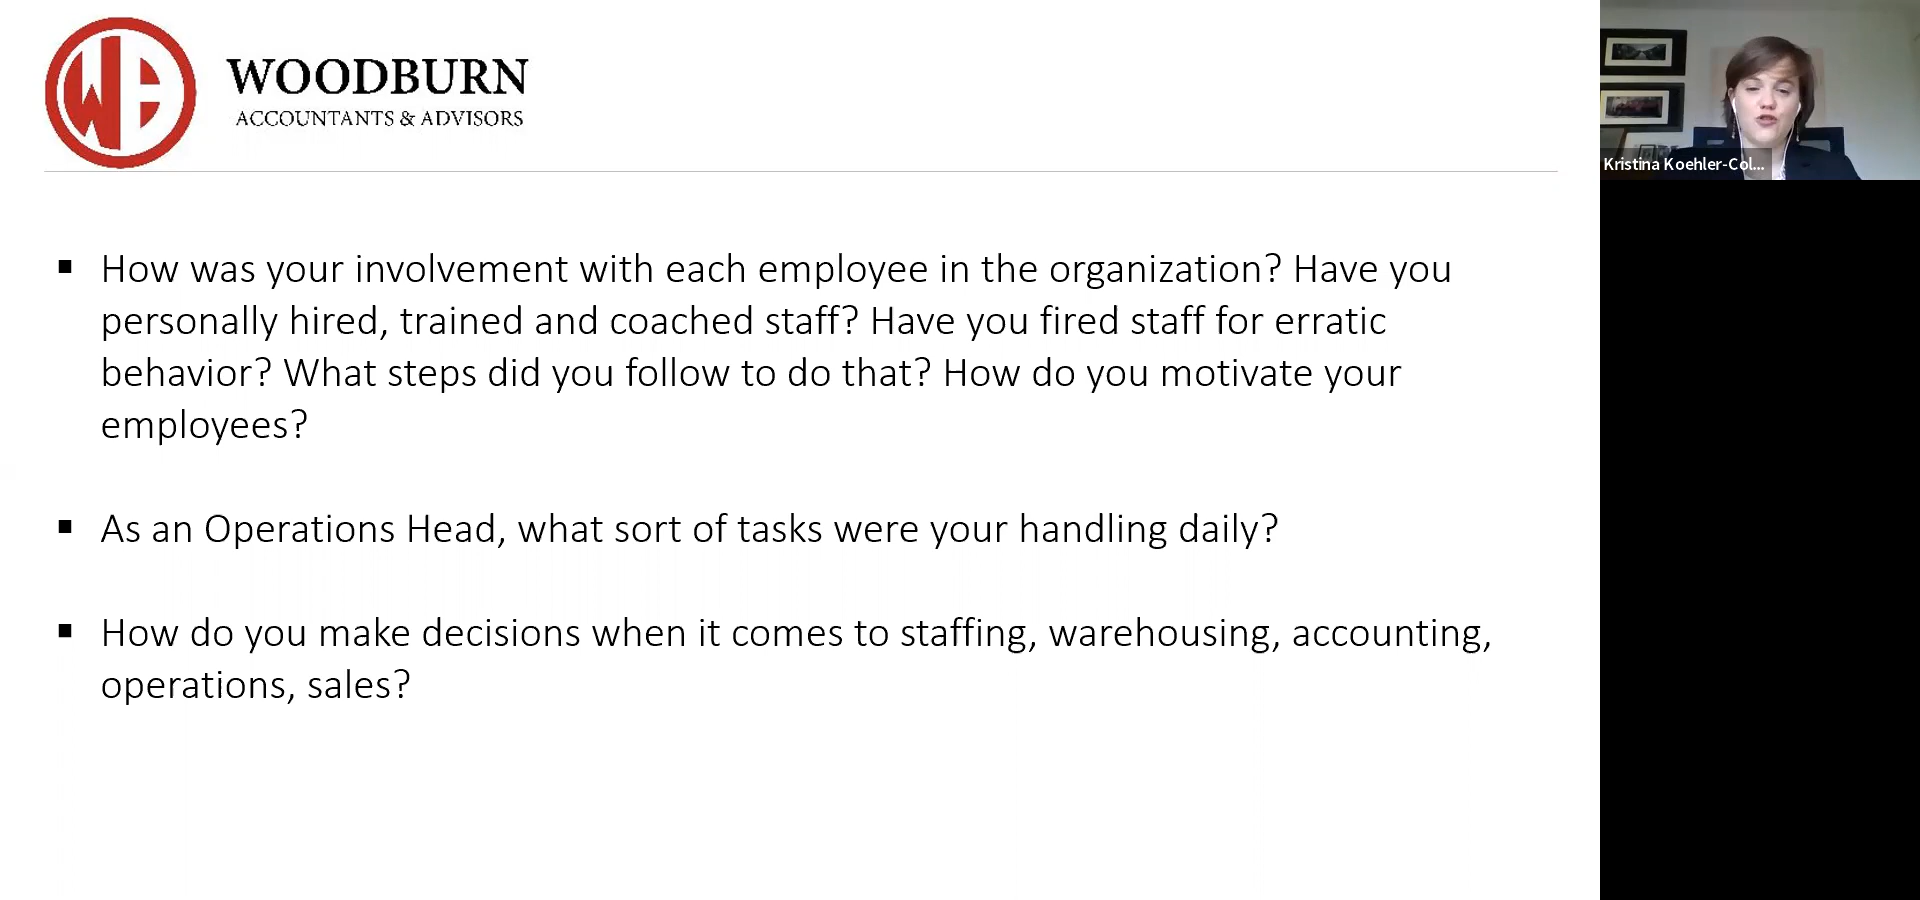 WOODBURN
ACCOUNTANTS & ADVISORS
Kristina Koehler-Col...
▪ How was your involvement with each employee in the organization? Have you
personally hired, trained and coached staff? Have you fired staff for erratic
behavior? What steps did you follow to do that? How do you motivate your
employees?
▪ As an Operations Head, what sort of tasks were your handling daily?
▪ How do you make decisions when it comes to staffing, warehousing, accounting,
operations, sales?